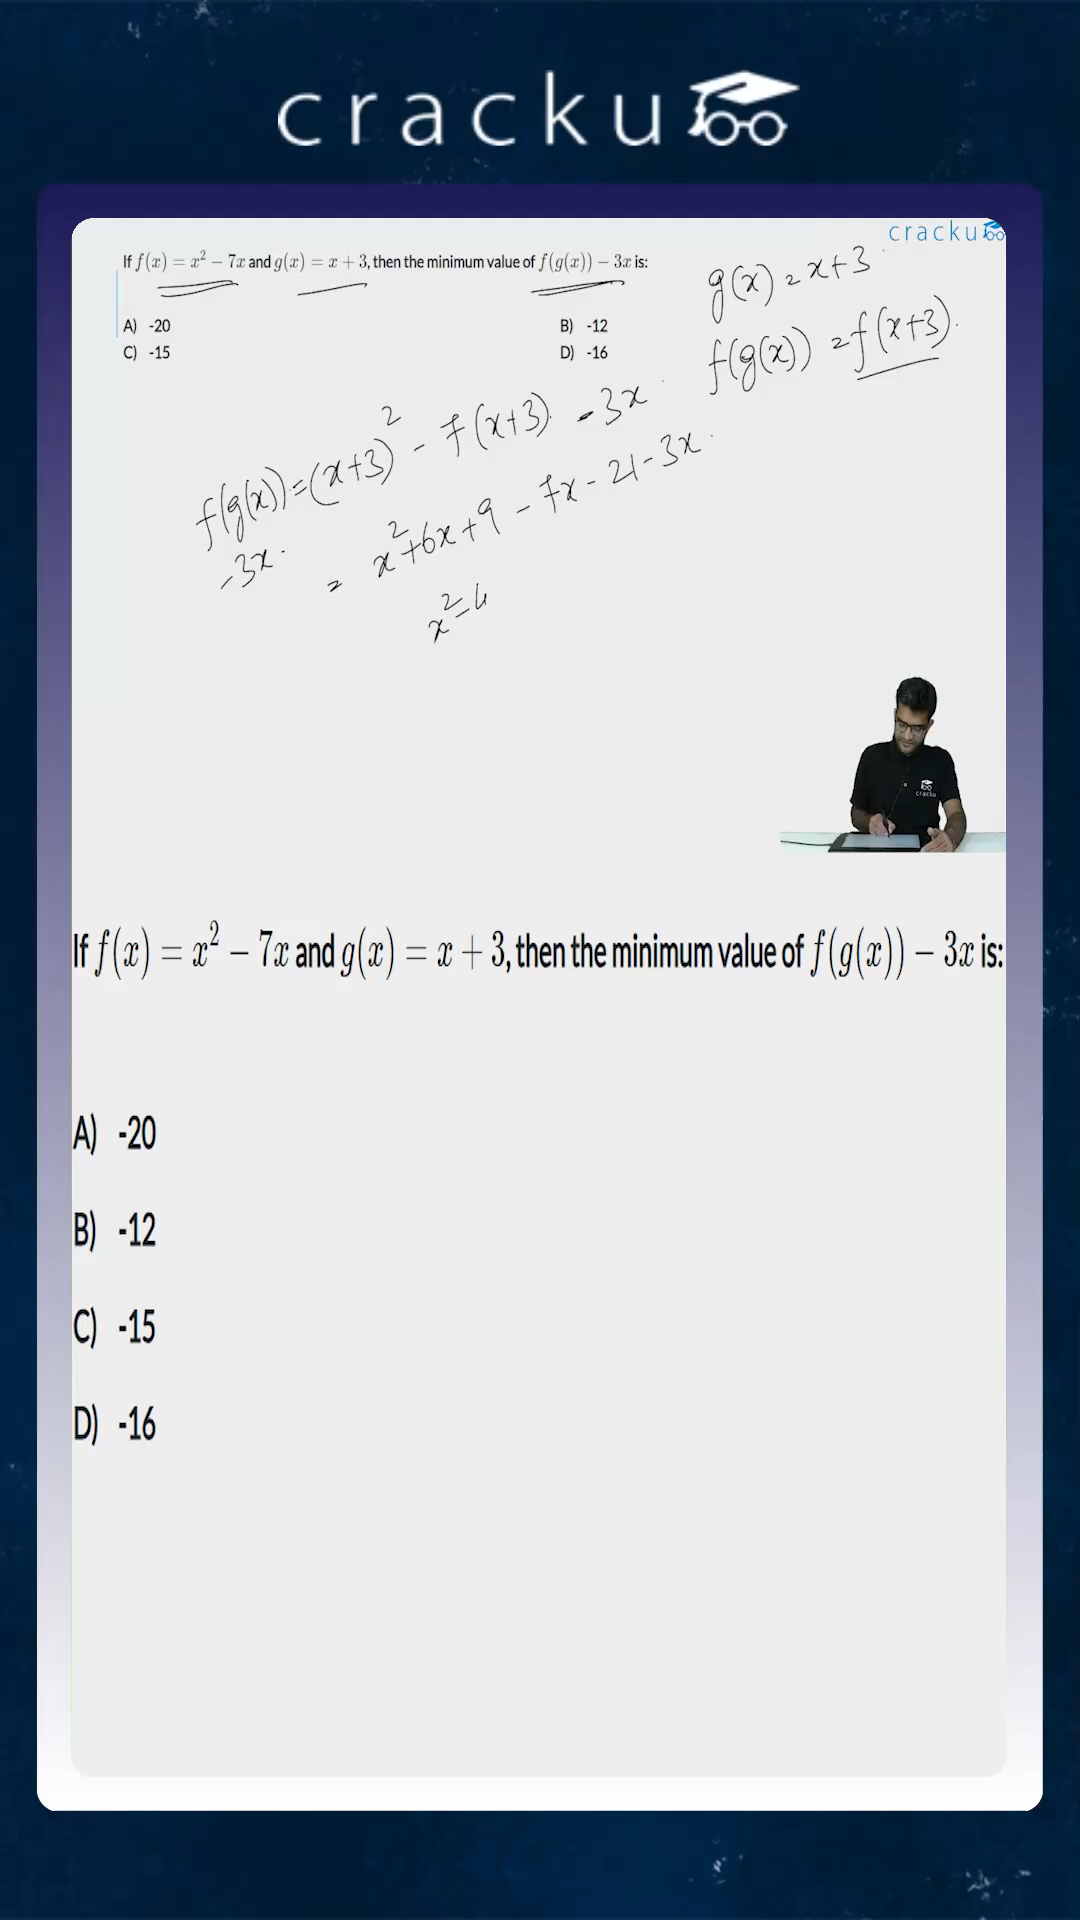 cracku
cracku
If f(x) = x² − 7x and g(x) = x + 3, then the minimum value of f(g(x)) − 3x is:
A) -20
B) -12
C) -15
D) -16
g(x) = x+3
f(g(x)) = f(x+3).
f(g(x)) = (x+3)² - 7(x+3) - 3x
-3x.
= x²+6x+9 - 7x - 21 - 3x.
x²-4
cracku
If f(x) = x² − 7x and g(x) = x + 3, then the minimum value of f(g(x)) − 3x is:
A) -20
B) -12
C) -15
D) -16